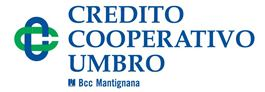 CREDITO
COOPERATIVO
UMBRO
Bcc Mantignana